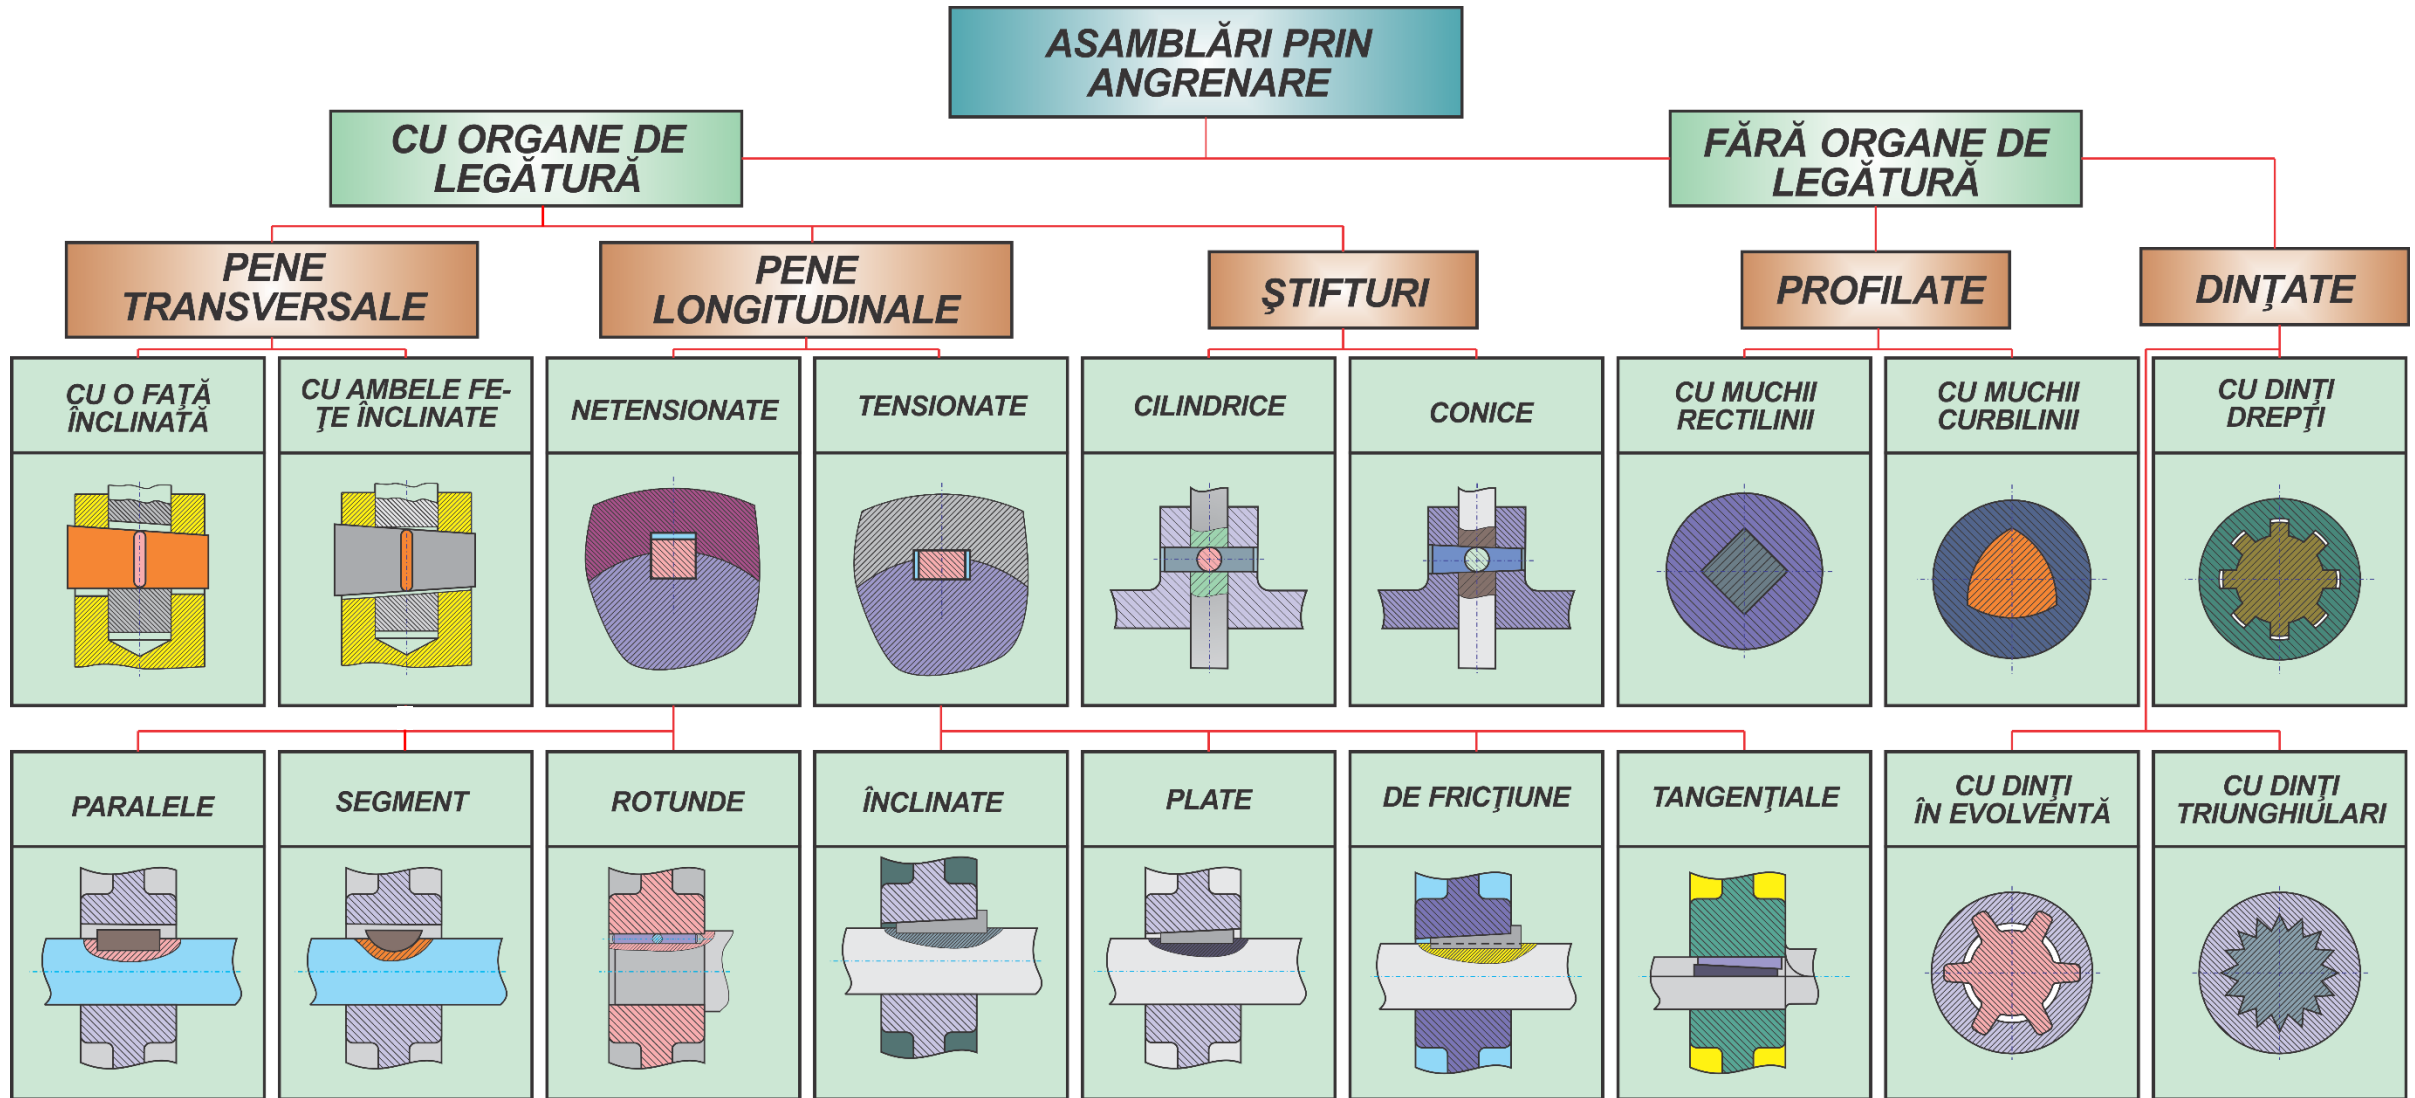 ASAMBLĂRI PRIN
ANGRENARE
CU ORGANE DE
LEGĂTURĂ
FĂRĂ ORGANE DE
LEGĂTURĂ
PENE
TRANSVERSALE
PENE
LONGITUDINALE
ŞTIFTURI
PROFILATE
DINŢATE
CU O FAŢĂ
ÎNCLINATĂ
CU AMBELE FE-
ŢE ÎNCLINATE
NETENSIONATE
TENSIONATE
CILINDRICE
CONICE
CU MUCHII
RECTILINII
CU MUCHII
CURBILINII
CU DINŢI
DREPŢI
PARALELE
SEGMENT
ROTUNDE
ÎNCLINATE
PLATE
DE FRICŢIUNE
TANGENŢIALE
CU DINŢI
ÎN EVOLVENTĂ
CU DINŢI
TRIUNGHIULARI